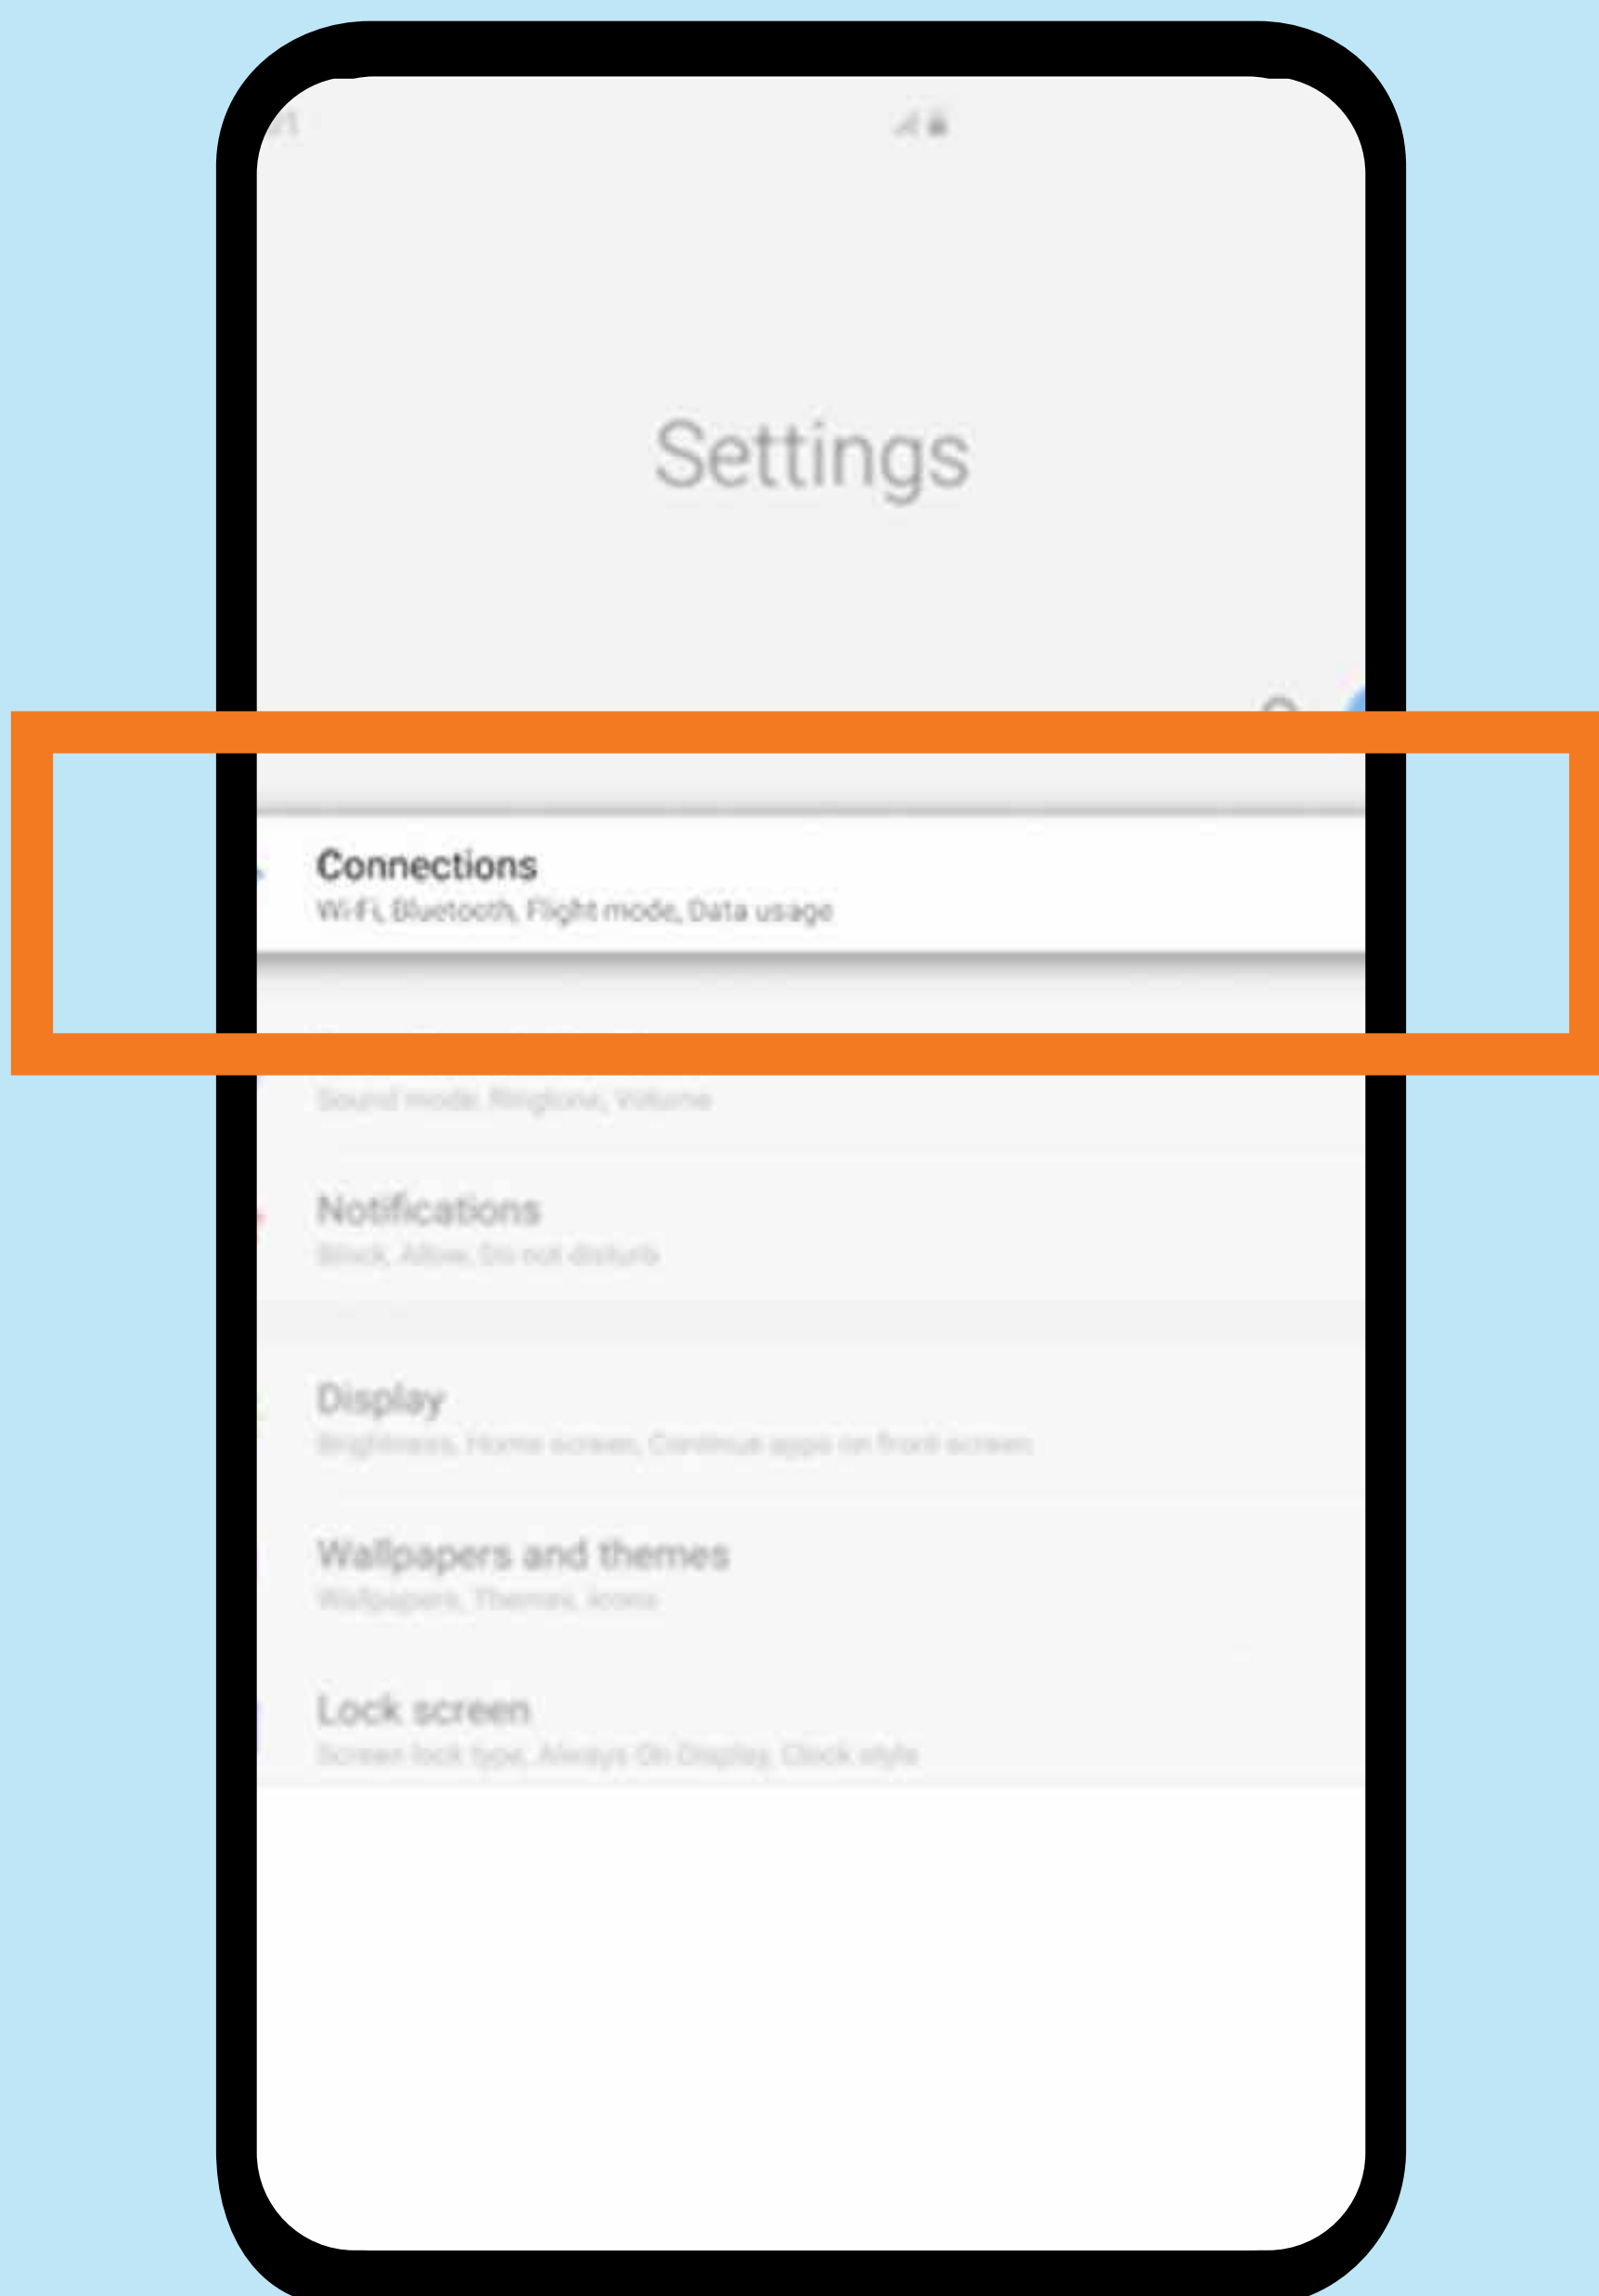 Settings
Connections
Wi-Fi, Bluetooth, Flight mode, Data usage
Sound mode, Ringtone, Volume
Notifications
Block, Allow, Do not disturb
Display
Brightness, Home screen, Continue apps on front screen
Wallpapers and themes
Wallpapers, Themes, Icons
Lock screen
Screen lock type, Always On Display, Clock style